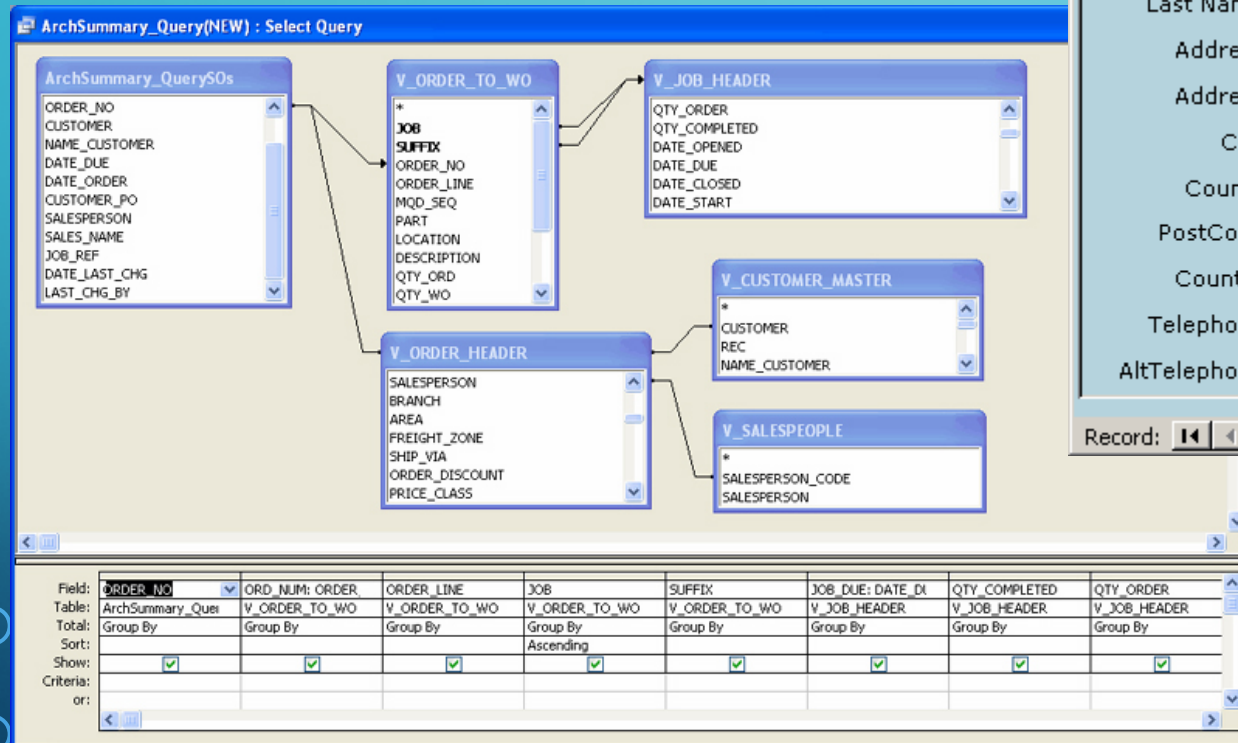 ArchSummary_Query(NEW) : Select Query
ArchSummary_QuerySOs
ORDER_NO
CUSTOMER
NAME_CUSTOMER
DATE_DUE
DATE_ORDER
CUSTOMER_PO
SALESPERSON
SALES_NAME
JOB_REF
DATE_LAST_CHG
LAST_CHG_BY
V_ORDER_TO_WO
*
JOB
SUFFIX
ORDER_NO
ORDER_LINE
MQD_SEQ
PART
LOCATION
DESCRIPTION
QTY_ORD
QTY_WO
V_JOB_HEADER
QTY_ORDER
QTY_COMPLETED
DATE_OPENED
DATE_DUE
DATE_CLOSED
DATE_START
V_ORDER_HEADER
SALESPERSON
BRANCH
AREA
FREIGHT_ZONE
SHIP_VIA
ORDER_DISCOUNT
PRICE_CLASS
V_CUSTOMER_MASTER
*
CUSTOMER
REC
NAME_CUSTOMER
V_SALESPEOPLE
*
SALESPERSON_CODE
SALESPERSON
Last Nam
Addre
Addre
C
Coun
PostCo
Count
Telepho
AltTelepho
Record:
Field: ORDER_NO ORD_NUM: ORDER_ ORDER_LINE JOB SUFFIX JOB_DUE: DATE_DU QTY_COMPLETED QTY_ORDER
Table: ArchSummary_Quer V_ORDER_TO_WO V_ORDER_TO_WO V_ORDER_TO_WO V_ORDER_TO_WO V_JOB_HEADER V_JOB_HEADER V_JOB_HEADER
Total: Group By Group By Group By Group By Group By Group By Group By Group By
Sort: Ascending
Show:
Criteria:
or: